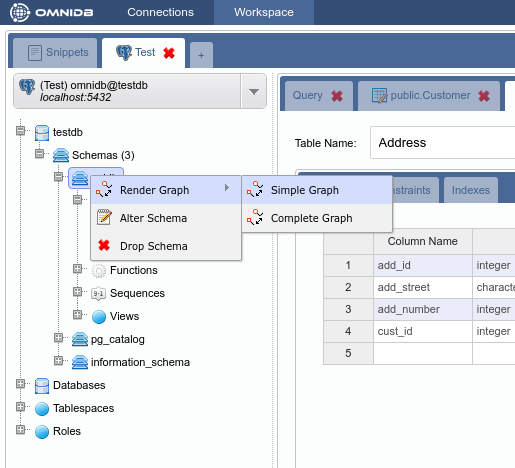 OMNIDB Connections Workspace
Snippets Test +
(Test) omnidb@testdb
localhost:5432
testdb
Schemas (3)
Render Graph
Alter Schema
Drop Schema
Simple Graph
Complete Graph
Functions
Sequences
Views
pg_catalog
information_schema
Databases
Tablespaces
Roles
Query public.Customer
Table Name: Address
Indexes
Column Name
1 add_id integer
2 add_street
3 add_number integer
4 cust_id integer
5